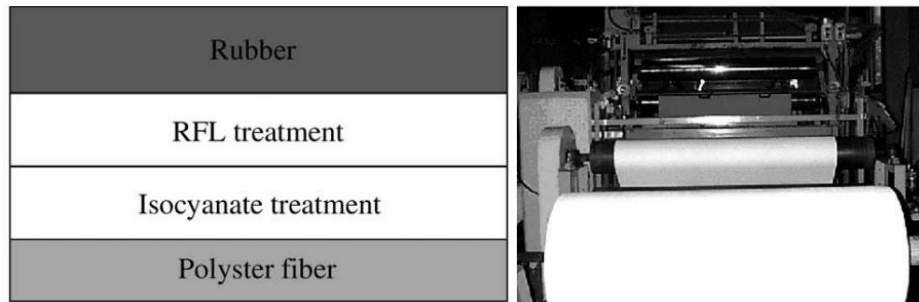 Rubber
RFL treatment
Isocyanate treatment
Polyster fiber